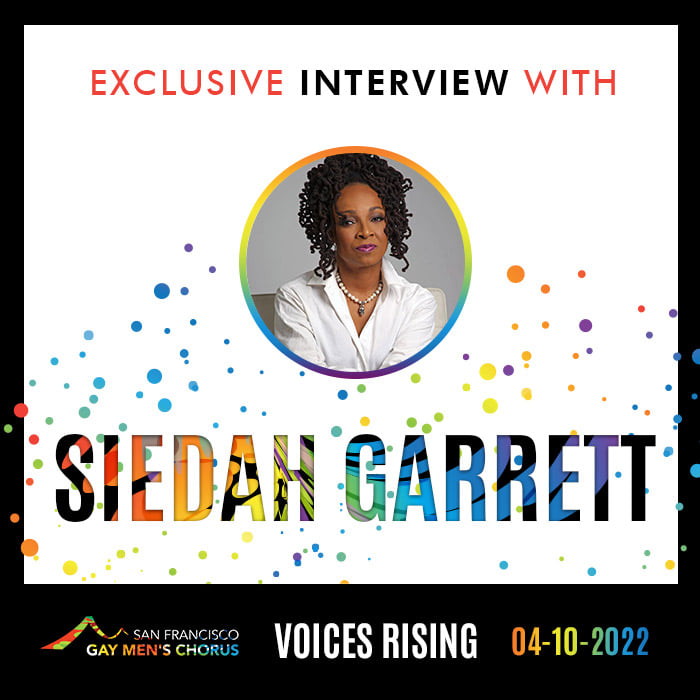 EXCLUSIVE INTERVIEW WITH
SIEDAH GARRETT
SAN FRANCISCO
GAY MEN'S CHORUS
VOICES RISING
04-10-2022